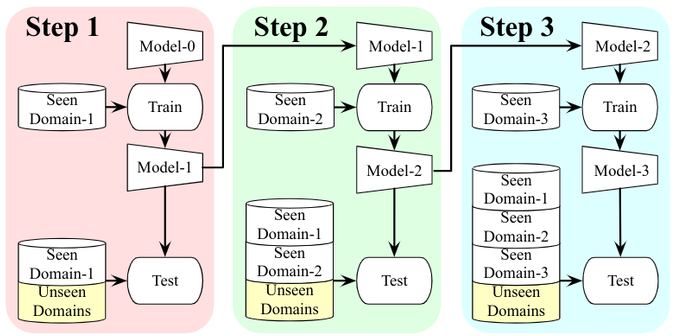 Step 1
Model-0
Seen
Domain-1
Train
Model-1
Seen
Domain-1
Unseen
Domains
Test
Step 2
Model-1
Seen
Domain-2
Train
Model-2
Seen
Domain-1
Seen
Domain-2
Unseen
Domains
Test
Step 3
Model-2
Seen
Domain-3
Train
Model-3
Seen
Domain-1
Seen
Domain-2
Seen
Domain-3
Unseen
Domains
Test